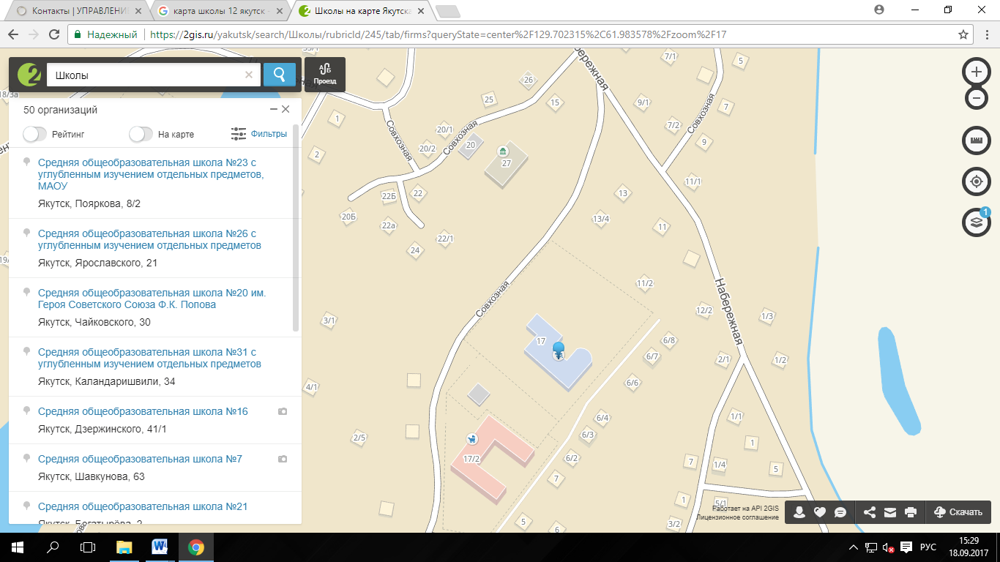 Контакты | УПРАВЛЕНИ
карта школы 12 якутск -
Школы на карте Якутска
Надежный
https://2gis.ru/yakutsk/search/Школы/rubricId/245/tab/firms?queryState=center%2F129.702315%2C61.983578%2Fzoom%2F17
Школы
Проезд
50 организаций
Рейтинг
На карте
Фильтры
Средняя общеобразовательная школа №23 с
углубленным изучением отдельных предметов,
МАОУ
Якутск, Пояркова, 8/2
Средняя общеобразовательная школа №26 с
углубленным изучением отдельных предметов
Якутск, Ярославского, 21
Средняя общеобразовательная школа №20 им.
Героя Советского Союза Ф.К. Попова
Якутск, Чайковского, 30
Средняя общеобразовательная школа №31 с
углубленным изучением отдельных предметов
Якутск, Каландаришвили, 34
Средняя общеобразовательная школа №16
Якутск, Дзержинского, 41/1
Средняя общеобразовательная школа №7
Якутск, Шавкунова, 63
Средняя общеобразовательная школа №21
Якутск, Богатырёва, 2
18/3а
бережная
7/1
5
26
25
15
9/1
7
1
Совхозная
20/1
Совхозная
7/2
Совхозная
20
20/2
9
2
27
11/1
22Б
22
13
20Б
22а
13/4
11
22/1
24
11/2
Совхозная
Набережная
12/2
1/3
3/1
17
6/8
6/7
2/1
1/2
4/1
6/6
6/4
1/1
2/5
6/3
1
17/2
6/2
7
1/4
5
7
1
5/1
5
6
3/2
Работает на API 2GIS
Лицензионное соглашение
1
Скачать
РУС
15:29
18.09.2017